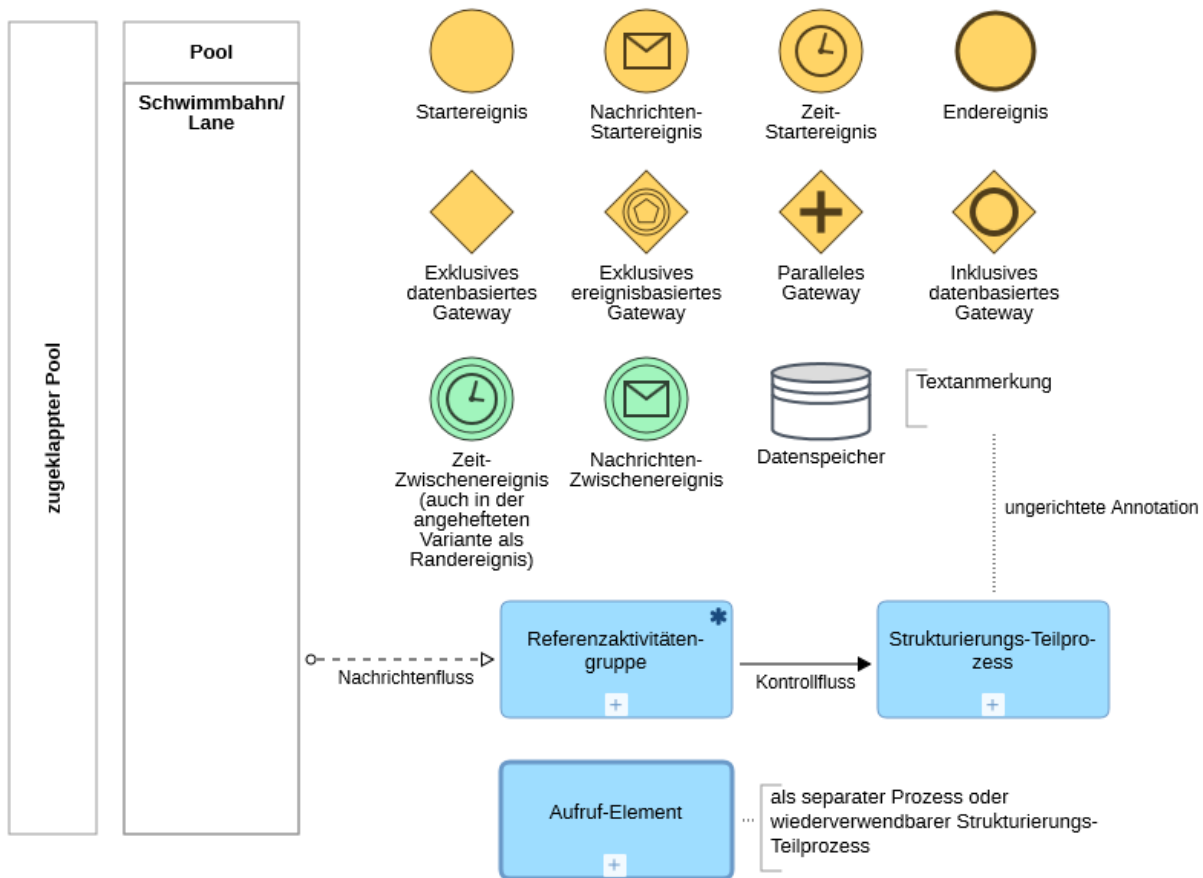 zugeklappter Pool
Pool
Schwimmbahn/
Lane
Startereignis
Nachrichten-
Startereignis
Zeit-
Startereignis
Endereignis
Exklusives
datenbasiertes
Gateway
Exklusives
ereignisbasiertes
Gateway
Paralleles
Gateway
Inklusives
datenbasiertes
Gateway
Zeit-
Zwischenereignis
(auch in der
angehefteten
Variante als
Randereignis)
Nachrichten-
Zwischenereignis
Datenspeicher
Textanmerkung
ungerichtete Annotation
Nachrichtenfluss
Referenzaktivitäten-
gruppe
Kontrollfluss
Strukturierungs-Teilpro-
zess
Aufruf-Element
als separater Prozess oder
wiederverwendbarer Strukturierungs-
Teilprozess